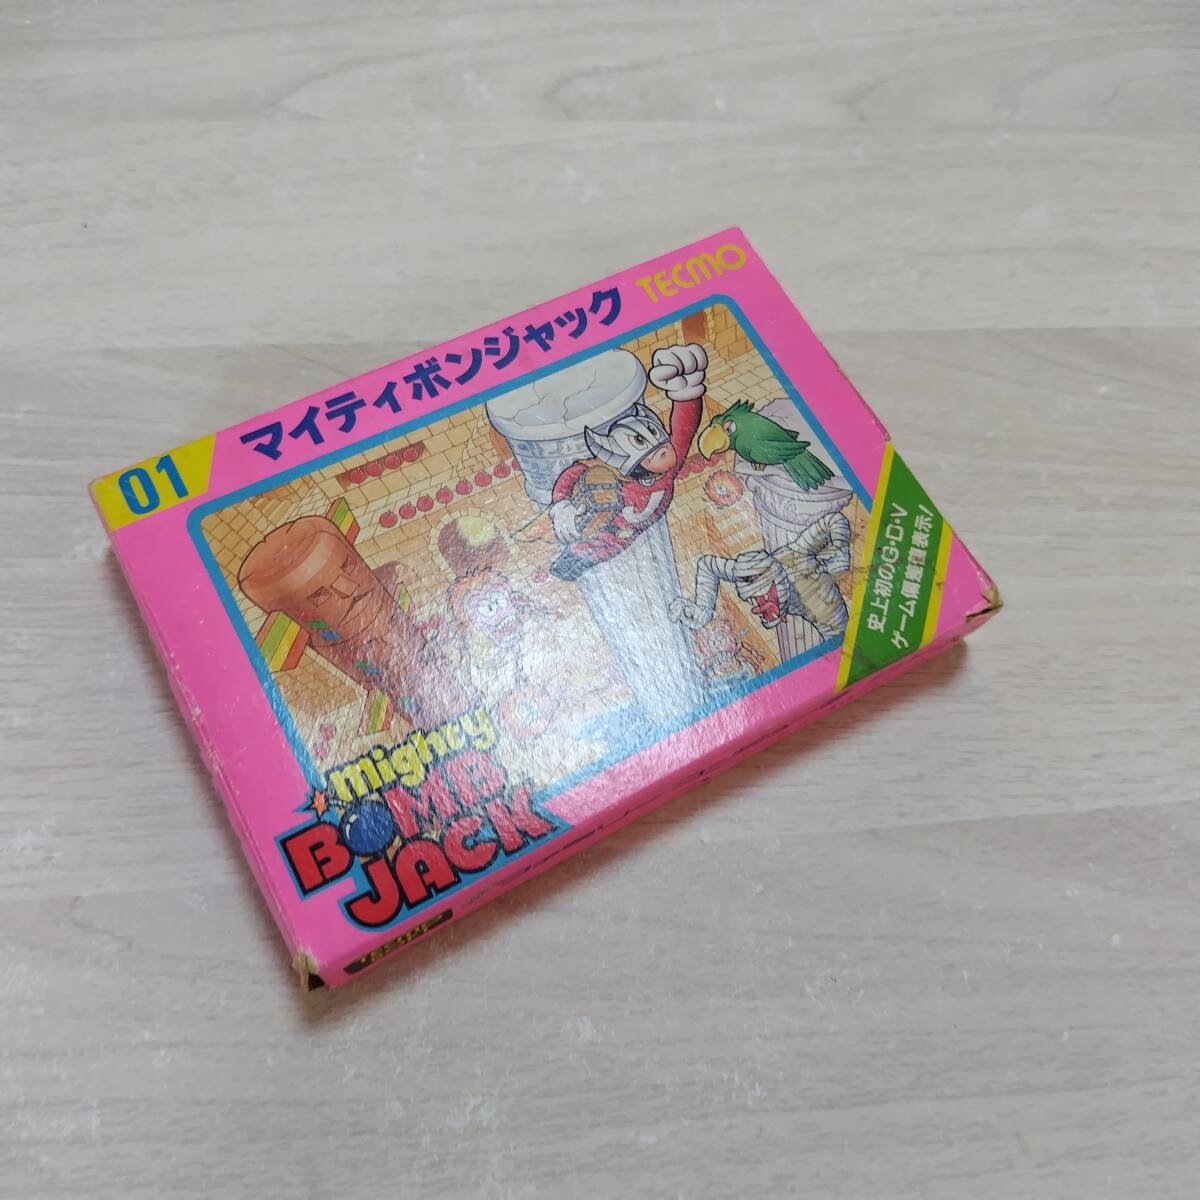 TECMO
マイティボンジャック
01
史上初のG・D・V
ゲーム偏差値表示!
mighty
BOMB
JACK